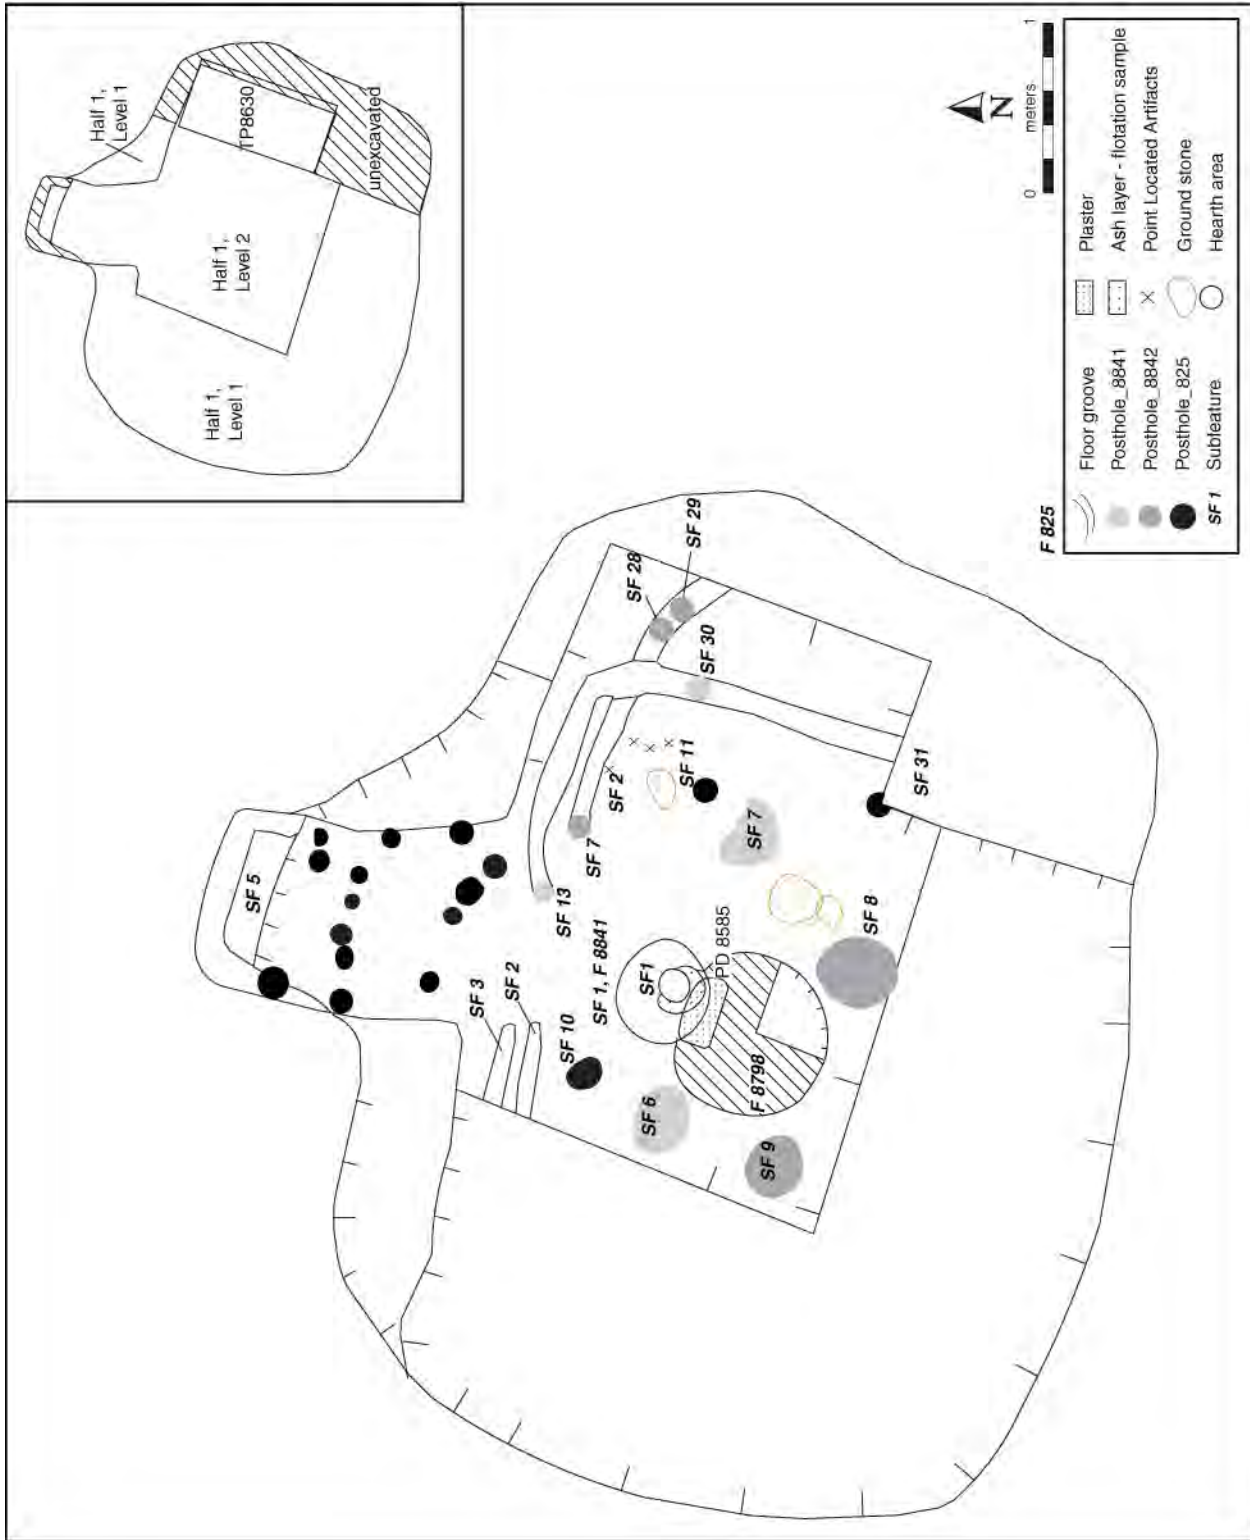 Half 1,
Level 1
TP8630
unexcavated
Half 1,
Level 2
Half 1,
Level 1
SF 5
SF 3
SF 2
SF 10
SF 1, F 8841
SF 13
SF 7
SF 2
SF 11
SF 28
SF 29
SF 30
SF 31
SF1
PD 8585
SF 7
SF 8
SF 6
SF 9
F 8798
N
0
meters
1
F 825
Floor groove
Posthole_8841
Posthole_8842
Posthole_825
SF 1
Subfeature
Plaster
Ash layer - flotation sample
Point Located Artifacts
Ground stone
Hearth area